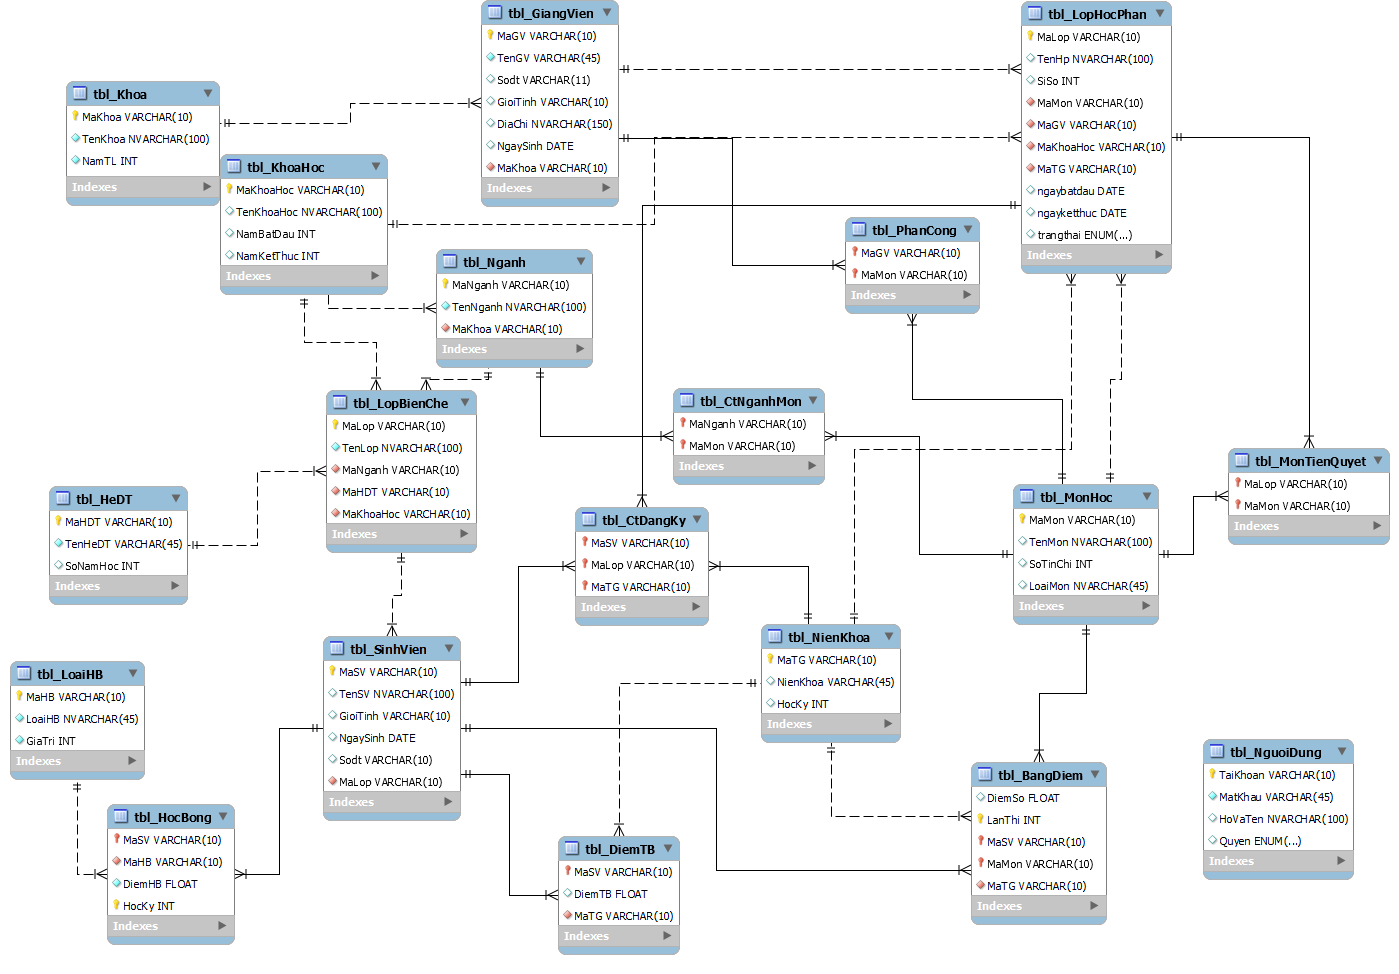 tbl_GiangVien
MaGV VARCHAR(10)
TenGV VARCHAR(45)
Sodt VARCHAR(11)
GioiTinh VARCHAR(10)
DiaChi NVARCHAR(150)
NgaySinh DATE
MaKhoa VARCHAR(10)
Indexes
tbl_LopHocPhan
MaLop VARCHAR(10)
TenHp NVARCHAR(100)
SiSo INT
MaMon VARCHAR(10)
MaGV VARCHAR(10)
MaKhoaHoc VARCHAR(10)
MaTG VARCHAR(10)
ngaybatdau DATE
ngayketthuc DATE
trangthai ENUM(...)
Indexes
tbl_Khoa
MaKhoa VARCHAR(10)
TenKhoa NVARCHAR(100)
NamTL INT
Indexes
tbl_KhoaHoc
MaKhoaHoc VARCHAR(10)
TenKhoaHoc NVARCHAR(100)
NamBatDau INT
NamKetThuc INT
Indexes
tbl_PhanCong
MaGV VARCHAR(10)
MaMon VARCHAR(10)
Indexes
tbl_Nganh
MaNganh VARCHAR(10)
TenNganh NVARCHAR(100)
MaKhoa VARCHAR(10)
Indexes
tbl_LopBienChe
MaLop VARCHAR(10)
TenLop NVARCHAR(100)
MaNganh VARCHAR(10)
MaHDT VARCHAR(10)
MaKhoaHoc VARCHAR(10)
Indexes
tbl_CtNganhMon
MaNganh VARCHAR(10)
MaMon VARCHAR(10)
Indexes
tbl_MonTienQuyet
MaLop VARCHAR(10)
MaMon VARCHAR(10)
Indexes
tbl_HeDT
MaHDT VARCHAR(10)
TenHeDT VARCHAR(45)
SoNamHoc INT
Indexes
tbl_MonHoc
MaMon VARCHAR(10)
TenMon NVARCHAR(100)
SoTinChi INT
LoaiMon NVARCHAR(45)
Indexes
tbl_CtDangKy
MaSV VARCHAR(10)
MaLop VARCHAR(10)
MaTG VARCHAR(10)
Indexes
tbl_NienKhoa
MaTG VARCHAR(10)
NienKhoa VARCHAR(45)
HocKy INT
Indexes
tbl_SinhVien
MaSV VARCHAR(10)
TenSV NVARCHAR(100)
GioiTinh VARCHAR(10)
NgaySinh DATE
Sodt VARCHAR(10)
MaLop VARCHAR(10)
Indexes
tbl_LoaiHB
MaHB VARCHAR(10)
LoaiHB NVARCHAR(45)
GiaTri INT
Indexes
tbl_NguoiDung
TaiKhoan VARCHAR(10)
MatKhau VARCHAR(45)
HoVaTen NVARCHAR(100)
Quyen ENUM(...)
Indexes
tbl_BangDiem
DiemSo FLOAT
LanThi INT
MaSV VARCHAR(10)
MaMon VARCHAR(10)
MaTG VARCHAR(10)
Indexes
tbl_HocBong
MaSV VARCHAR(10)
MaHB VARCHAR(10)
DiemHB FLOAT
HocKy INT
Indexes
tbl_DiemTB
MaSV VARCHAR(10)
DiemTB FLOAT
MaTG VARCHAR(10)
Indexes